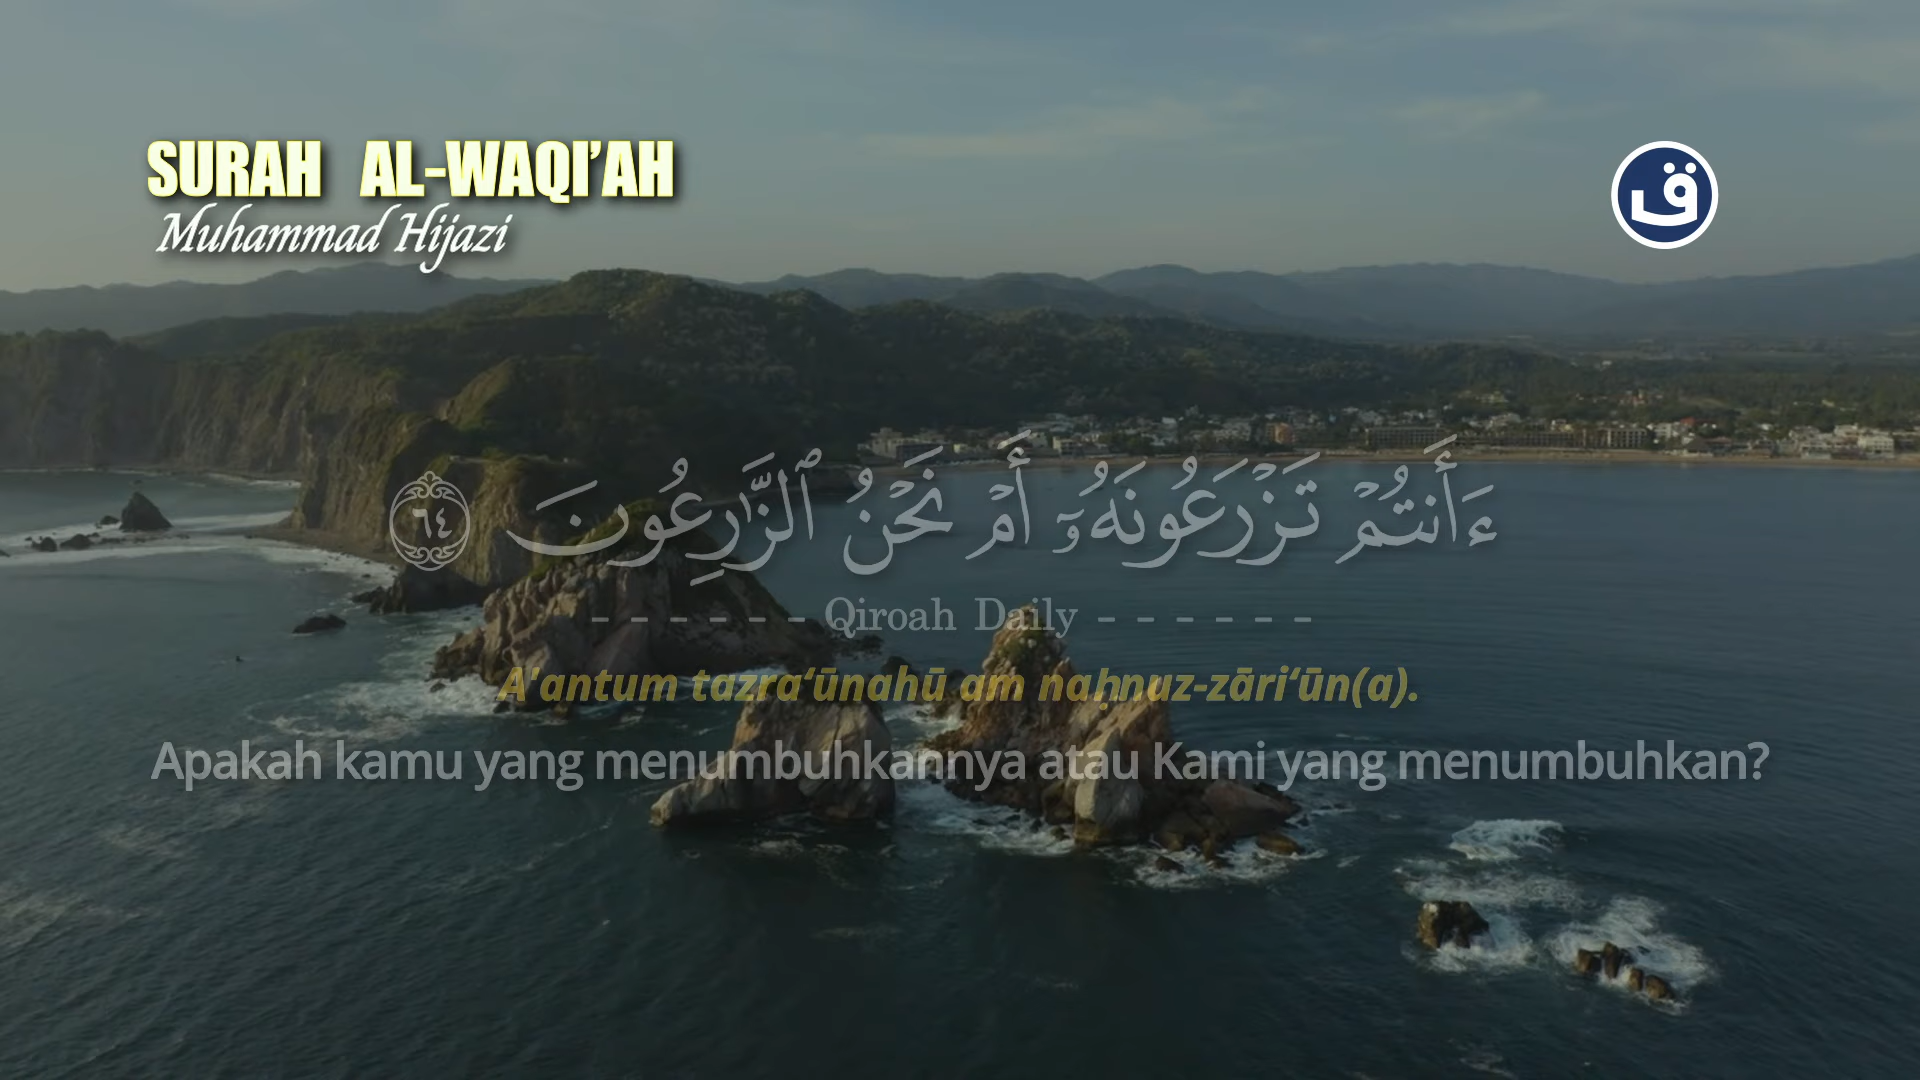 SURAH AL-WAQI’AH
Muhammad Hijazi
ق
ءَأَنتُمْ تَزْرَعُونَهُۥٓ أَمْ نَحْنُ ٱلزَّٰرِعُونَ ٦٤
- - - - - - Qiroah Daily - - - - - -
A'antum tazra‘ūnahū am naḥnuz-zāri‘ūn(a).
Apakah kamu yang menumbuhkannya atau Kami yang menumbuhkan?